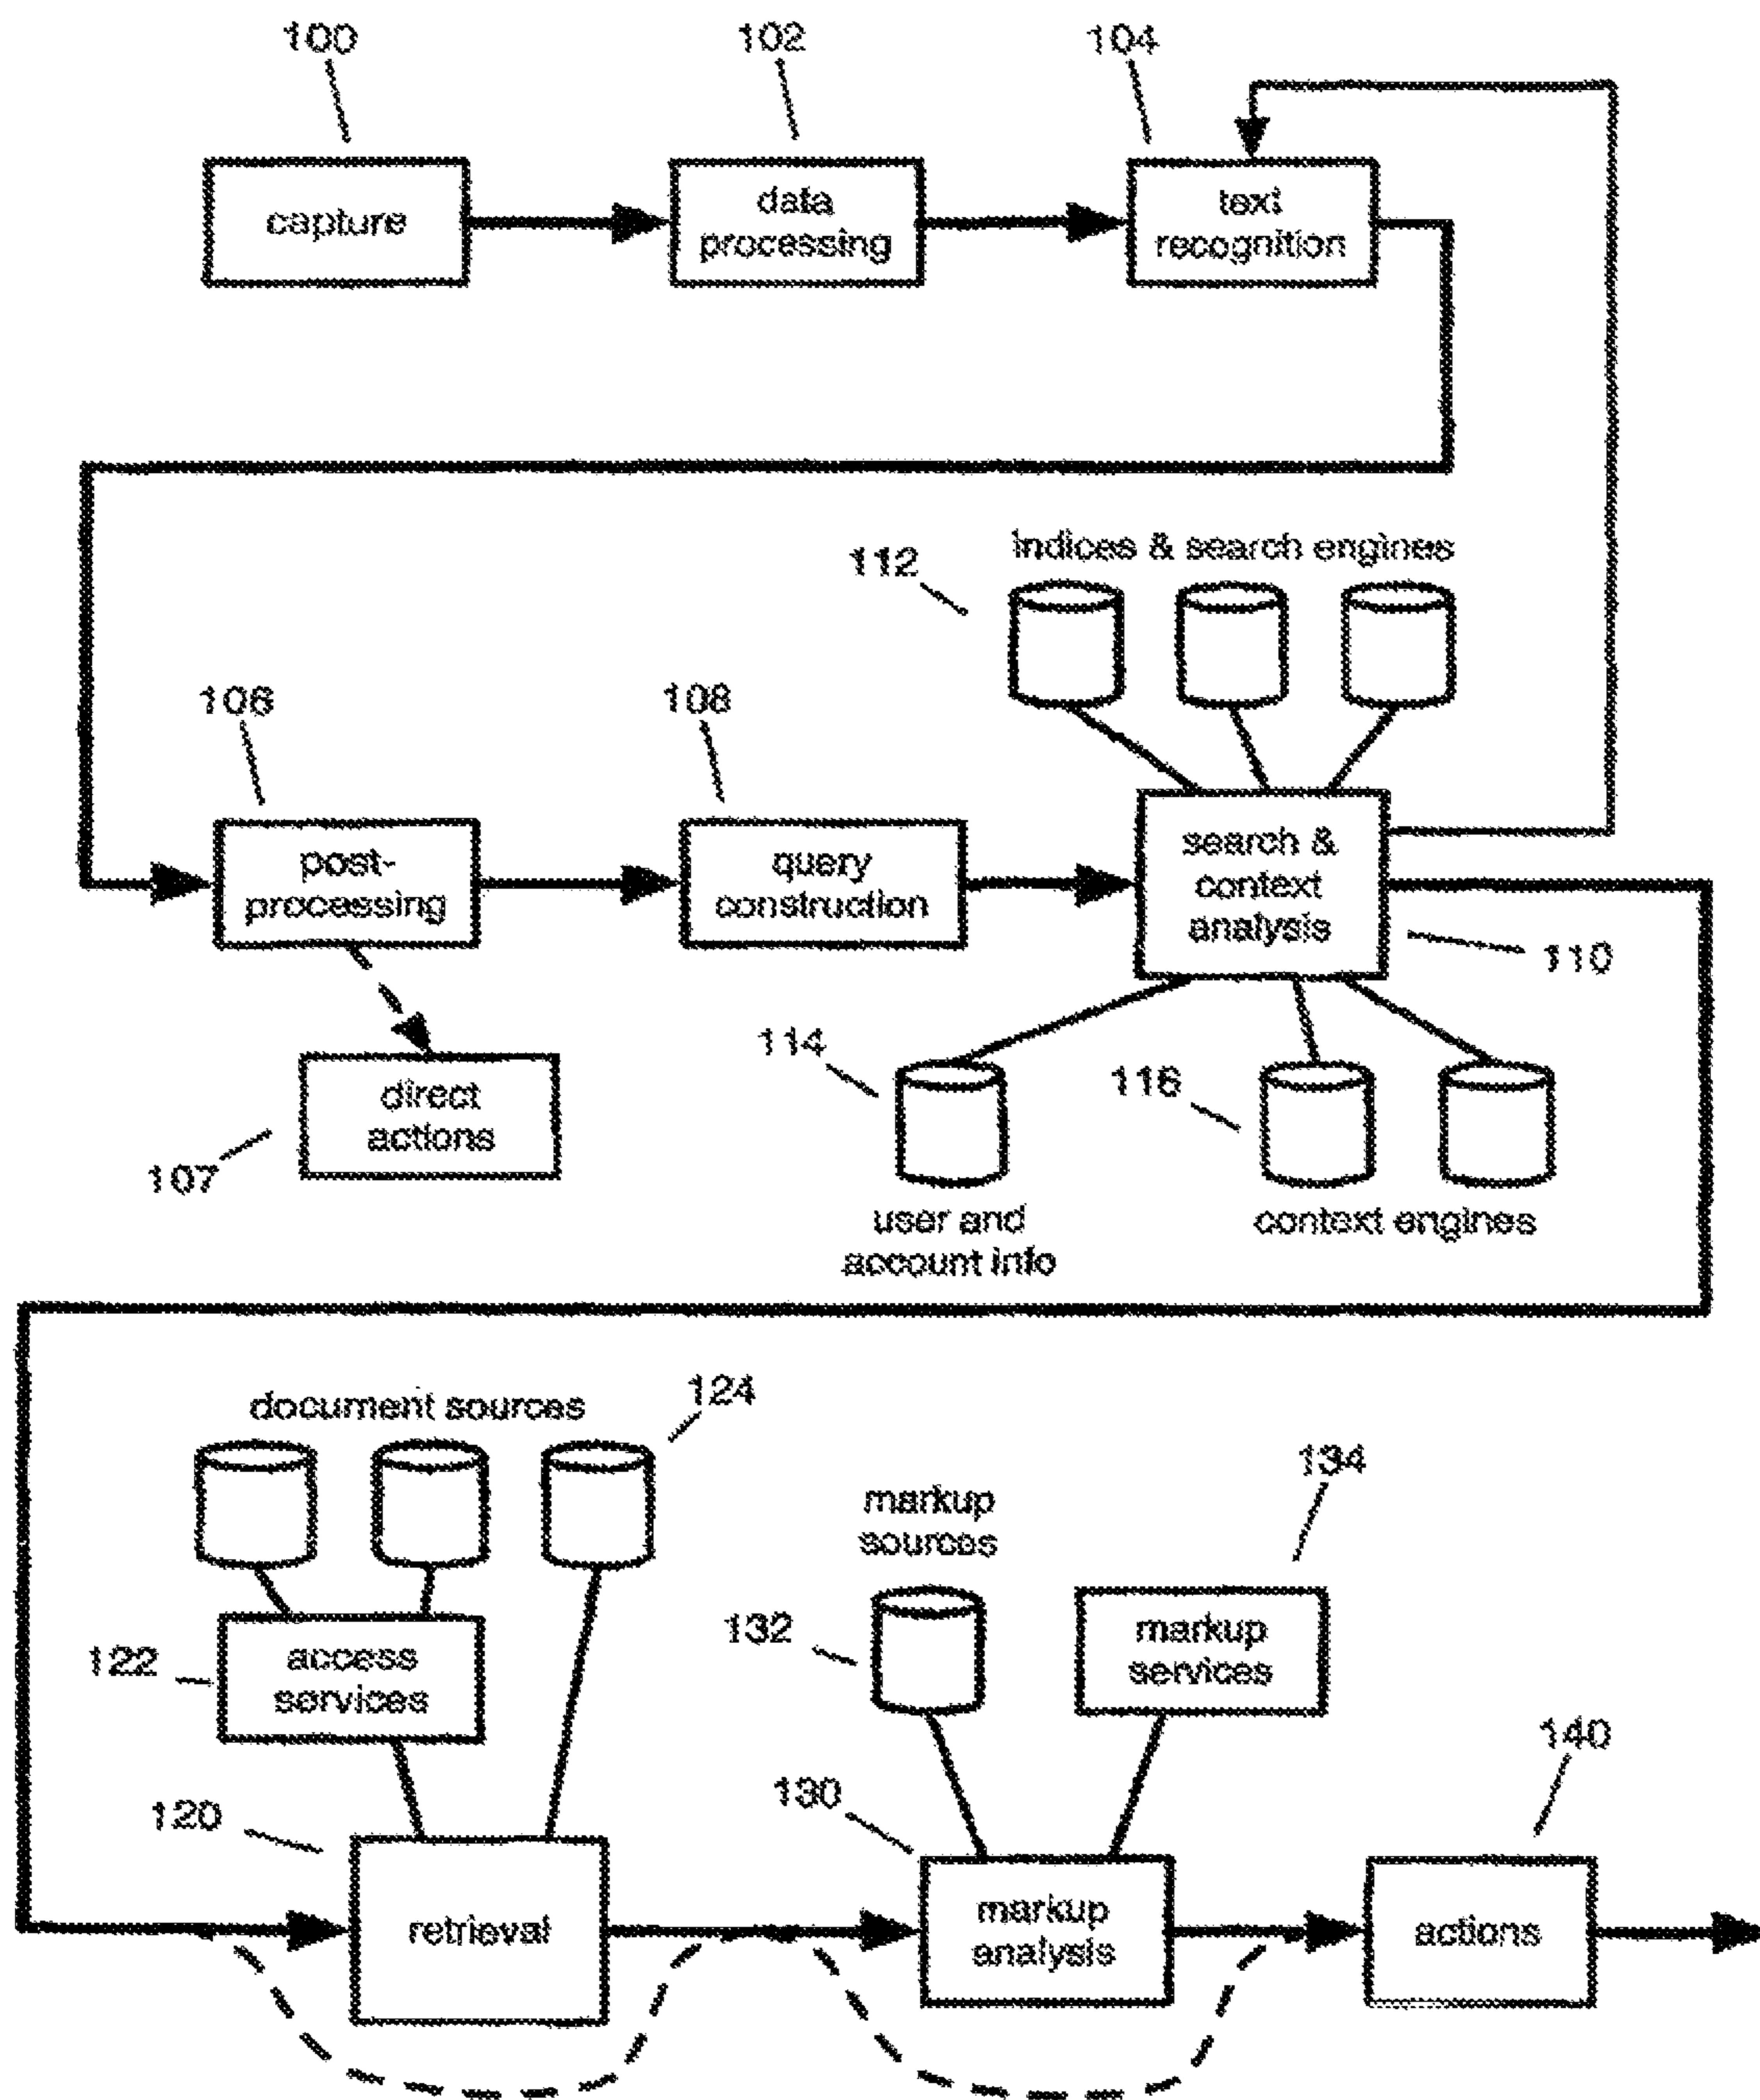 100
102
104
capture
data
processing
text
recognition
indices & search engines
112
106
108
post-
processing
query
construction
search &
context
analysis
110
114
116
direct
actions
107
user and
account info
context engines
document sources
124
134
markup
sources
132
markup
services
122
access
services
140
120
130
retrieval
markup
analysis
actions